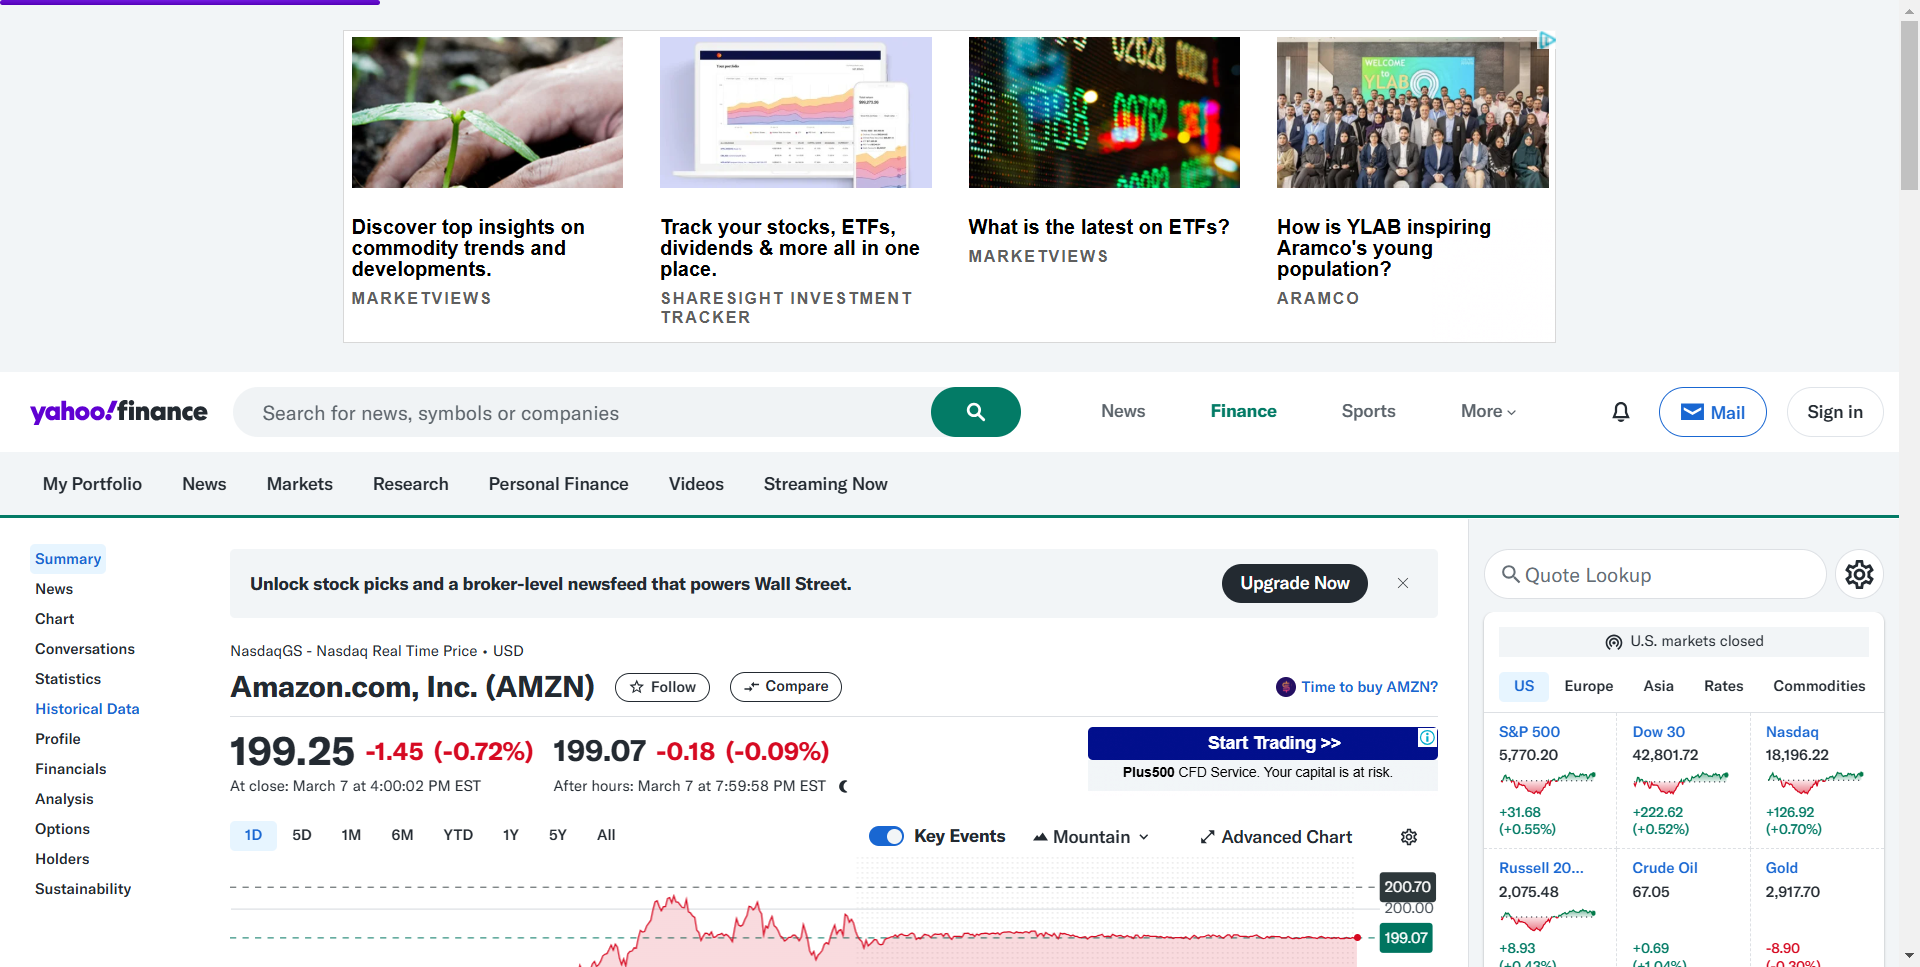 WELCOME
to
YLAB
Discover top insights on
commodity trends and
developments.
MARKETVIEWS
Track your stocks, ETFs,
dividends & more all in one
place.
SHARESIGHT INVESTMENT
TRACKER
What is the latest on ETFs?
MARKETVIEWS
How is YLAB inspiring
Aramco's young
population?
ARAMCO
yahoo!finance
Search for news, symbols or companies
News
Finance
Sports
More
Mail
Sign in
My Portfolio
News
Markets
Research
Personal Finance
Videos
Streaming Now
Summary
News
Chart
Conversations
Statistics
Historical Data
Profile
Financials
Analysis
Options
Holders
Sustainability
Unlock stock picks and a broker-level newsfeed that powers Wall Street.
Upgrade Now
NasdaqGS - Nasdaq Real Time Price • USD
Amazon.com, Inc. (AMZN)
Follow
Compare
Time to buy AMZN?
199.25 -1.45 (-0.72%)
At close: March 7 at 4:00:02 PM EST
199.07 -0.18 (-0.09%)
After hours: March 7 at 7:59:58 PM EST
Start Trading >>
Plus500 CFD Service. Your capital is at risk.
1D 5D 1M 6M YTD 1Y 5Y All
Key Events
Mountain
Advanced Chart
200.70
200.00
199.07
Quote Lookup
U.S. markets closed
US Europe Asia Rates Commodities
S&P 500
5,770.20
+31.68
(+0.55%)
Dow 30
42,801.72
+222.62
(+0.52%)
Nasdaq
18,196.22
+126.92
(+0.70%)
Russell 20...
2,075.48
+8.93
(+0.43%)
Crude Oil
67.05
+0.69
(+1.04%)
Gold
2,917.70
-8.90
(-0.30%)